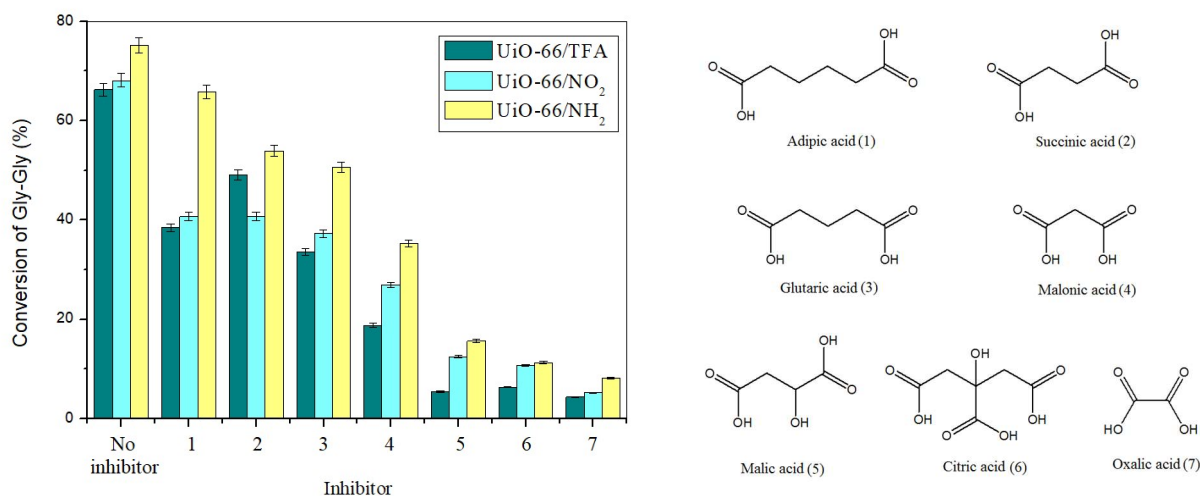 80
60
40
20
0
Conversion of Gly-Gly (%)
UiO-66/TFA
UiO-66/NO₂
UiO-66/NH₂
No inhibitor
1
2
3
4
5
6
7
Inhibitor
OH
O
O
OH
Adipic acid (1)
OH
O
O
OH
Succinic acid (2)
O
O
OH
OH
Glutaric acid (3)
O
O
OH
OH
Malonic acid (4)
OH
O
O
OH
OH
Malic acid (5)
OH
O
O
OH
OH
O
OH
Citric acid (6)
O
O
HO
OH
Oxalic acid (7)